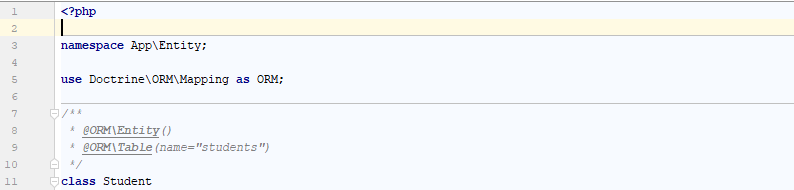 1 <?php
2
3 namespace App\Entity;
4
5 use Doctrine\ORM\Mapping as ORM;
6
7 /**
8  * @ORM\Entity()
9  * @ORM\Table(name="students")
10  */
11 class Student